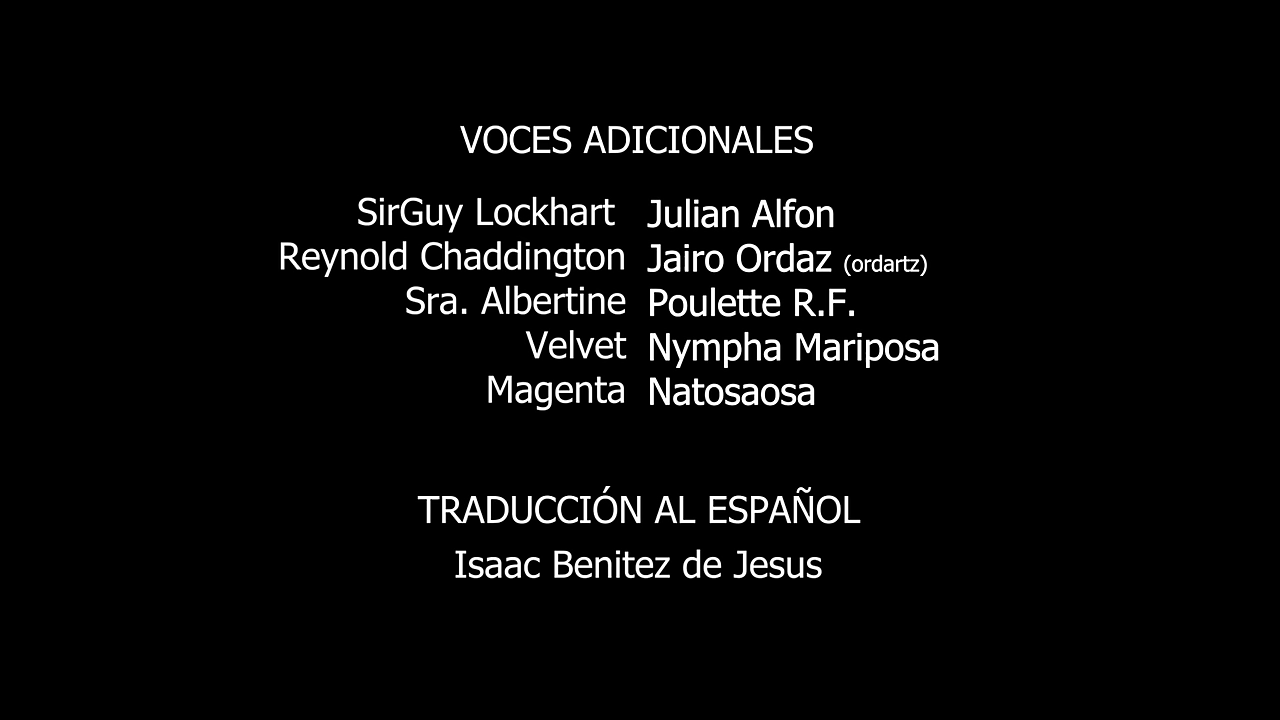 VOCES ADICIONALES
SirGuy Lockhart Julian Alfon
Reynold Chaddington Jairo Ordaz (ordartz)
Sra. Albertine Poulette R.F.
Velvet Nympha Mariposa
Magenta Natosaosa
TRADUCCIÓN AL ESPAÑOL
Isaac Benitez de Jesus